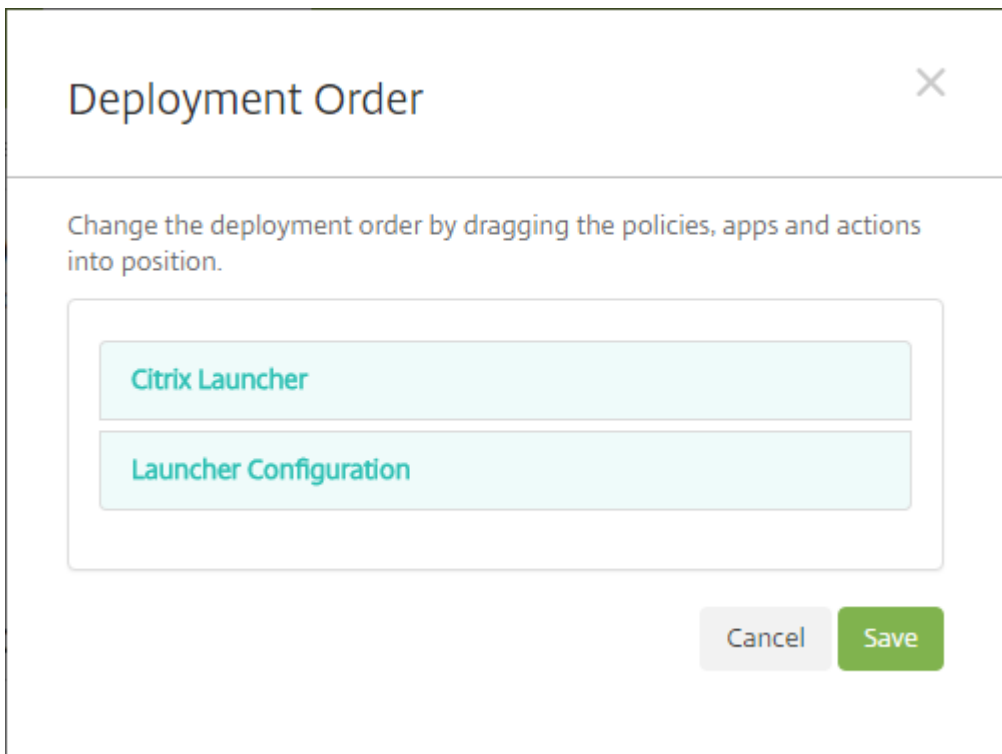 Deployment Order
Change the deployment order by dragging the policies, apps and actions
into position.
Citrix Launcher
Launcher Configuration
Cancel
Save